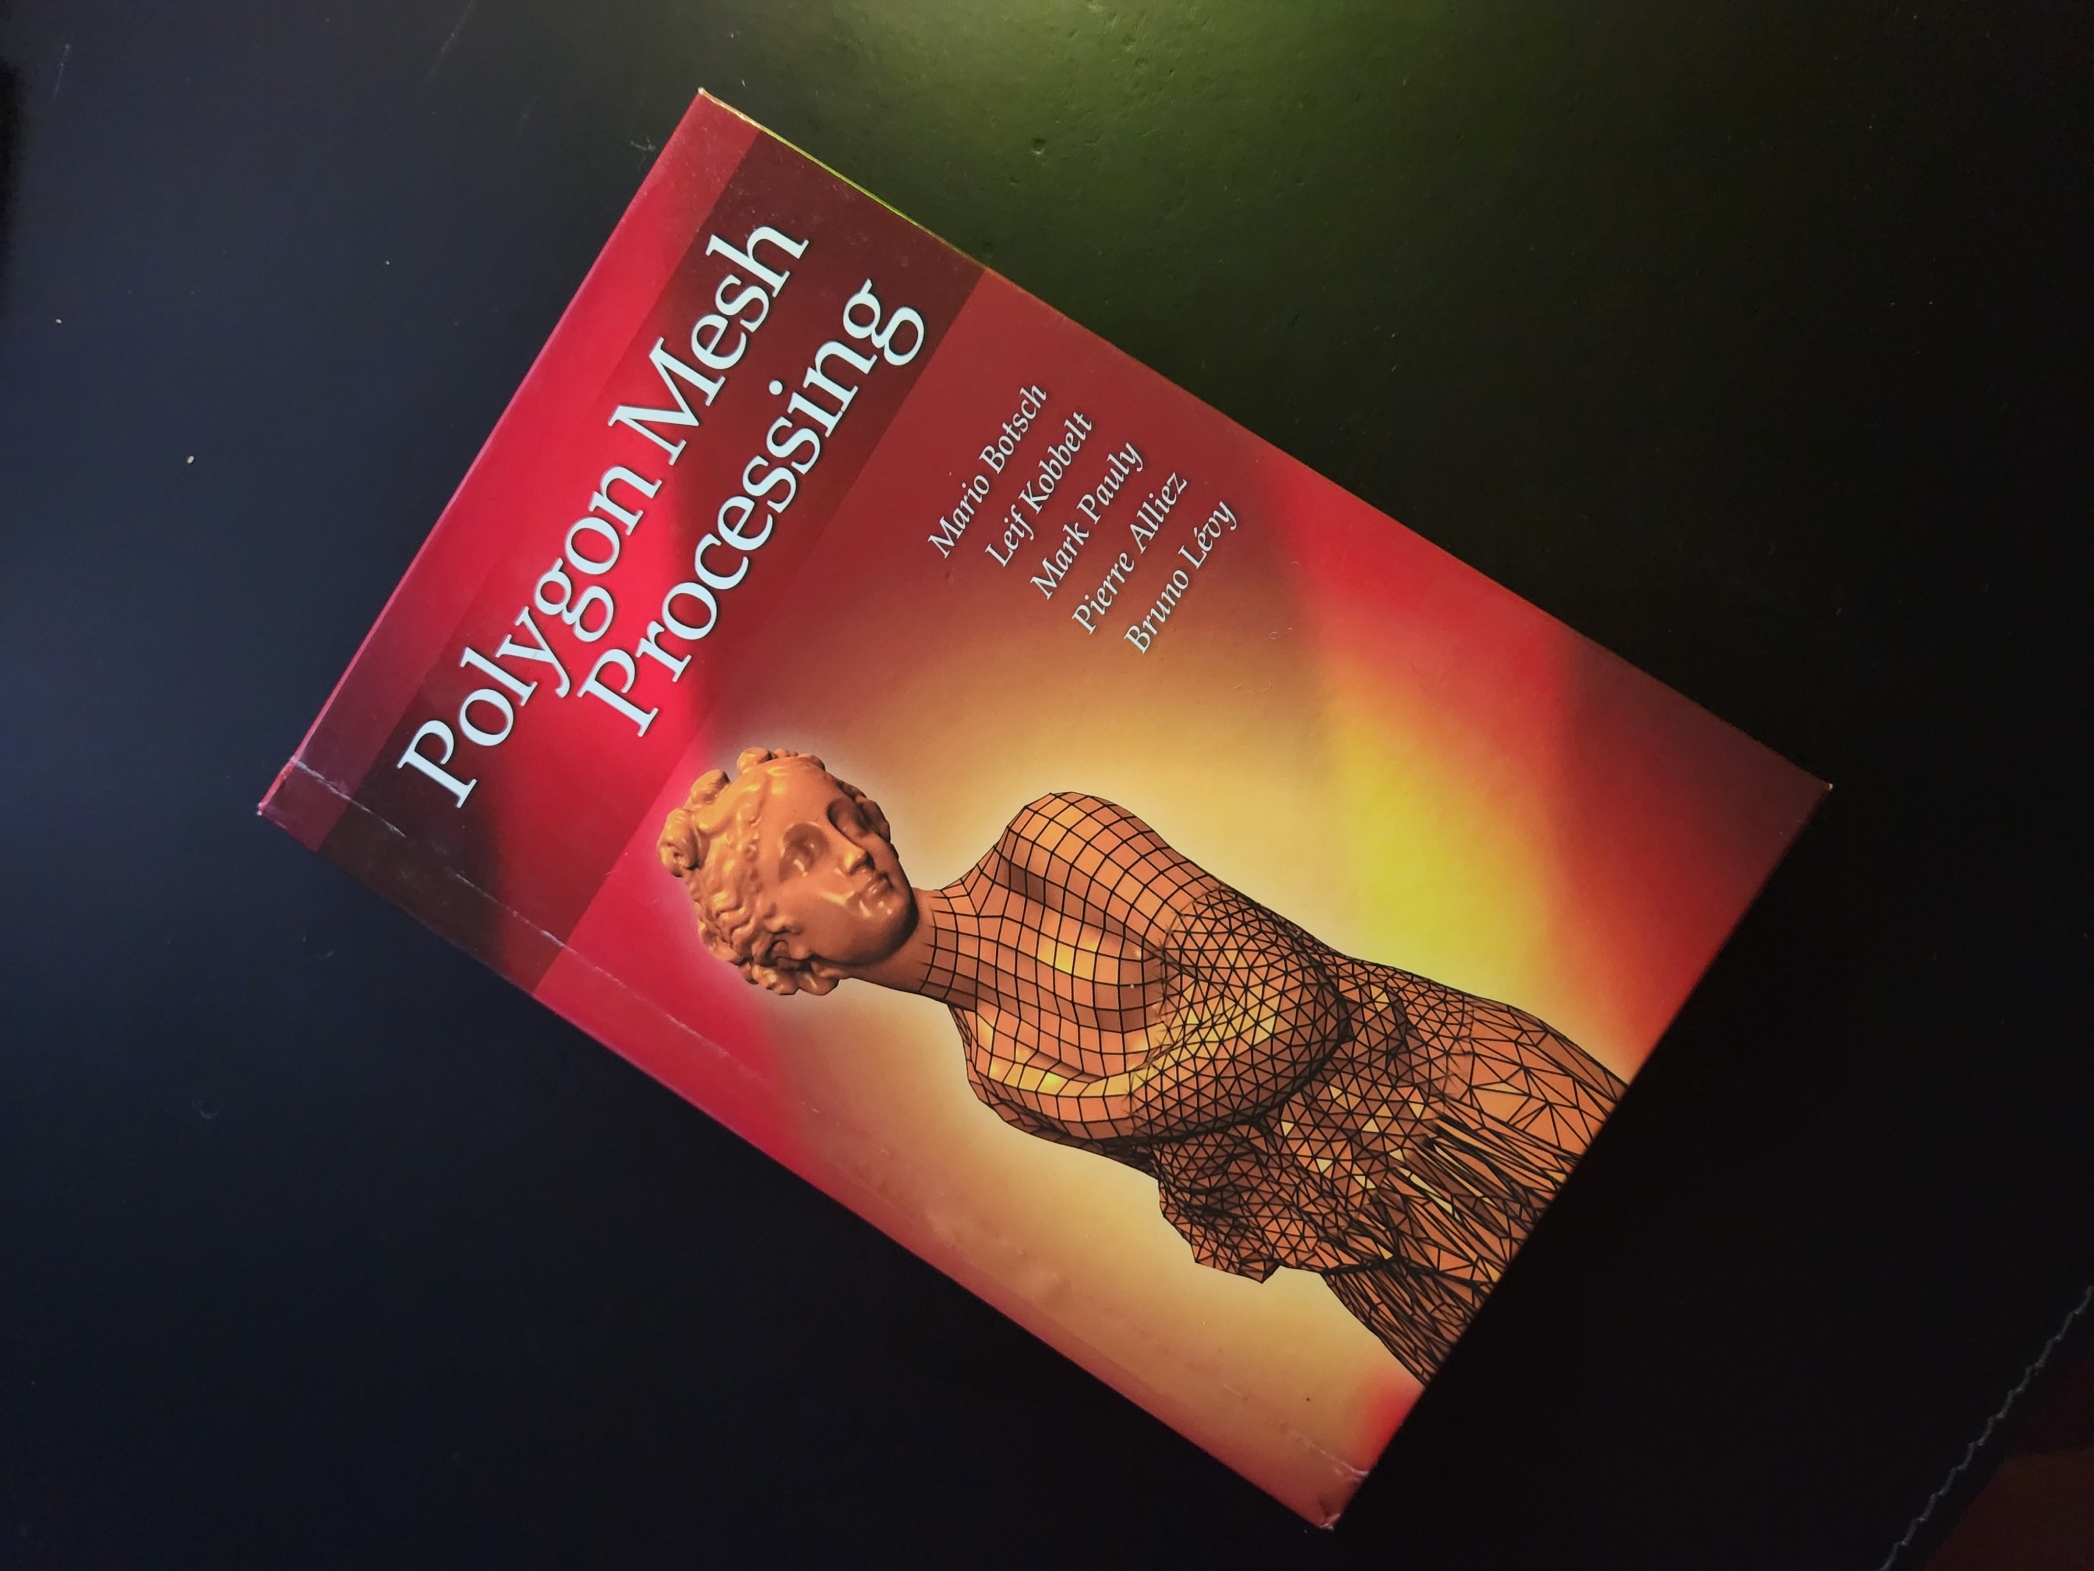 Polygon Mesh
Processing
Mario Botsch
Leif Kobbelt
Mark Pauly
Pierre Alliez
Bruno Lévy